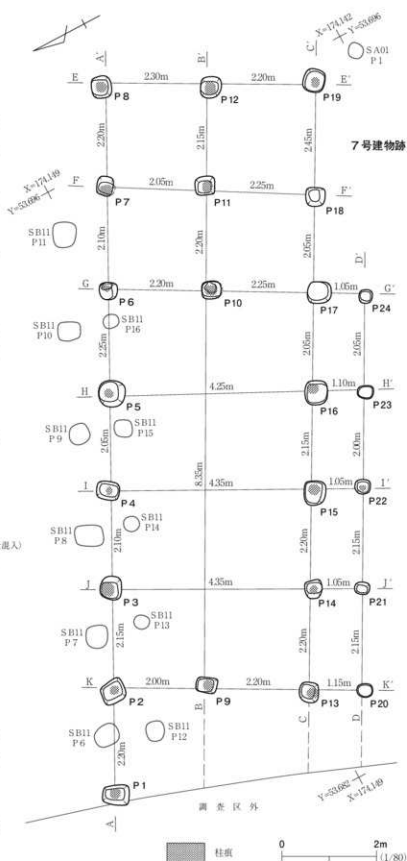 X=174.142
Y=53.696
A'
B'
C'
SA01
P 1
E
2.30m
2.20m
E'
P8
P12
P19
7号建物跡
2.20m
2.15m
2.45m
X=174.149
Y=53.696
F
2.05m
2.25m
F'
P7
P11
P18
SB11
P11
2.10m
2.20m
2.05m
D'
G
2.20m
2.25m
1.05m
G'
P6
P10
P17
P24
SB11
P10
SB11
P16
2.25m
2.05m
2.05m
H
4.25m
1.10m
H'
P5
P16
P23
SB11
P 9
SB11
P15
2.05m
8.35m
2.15m
2.00m
I
4.35m
1.05m
I'
P4
P15
P22
SB11
P 8
SB11
P14
混入)
2.10m
2.20m
2.15m
J
4.35m
1.05m
J'
P3
P14
P21
SB11
P 7
SB11
P13
2.15m
2.20m
2.15m
K
2.00m
2.20m
1.15m
K'
P2
P9
P13
P20
B
C
D
SB11
P 6
SB11
P12
2.20m
P1
Y=53.682
X=174.149
A
調査区外
柱痕
0
2m
(1/80)